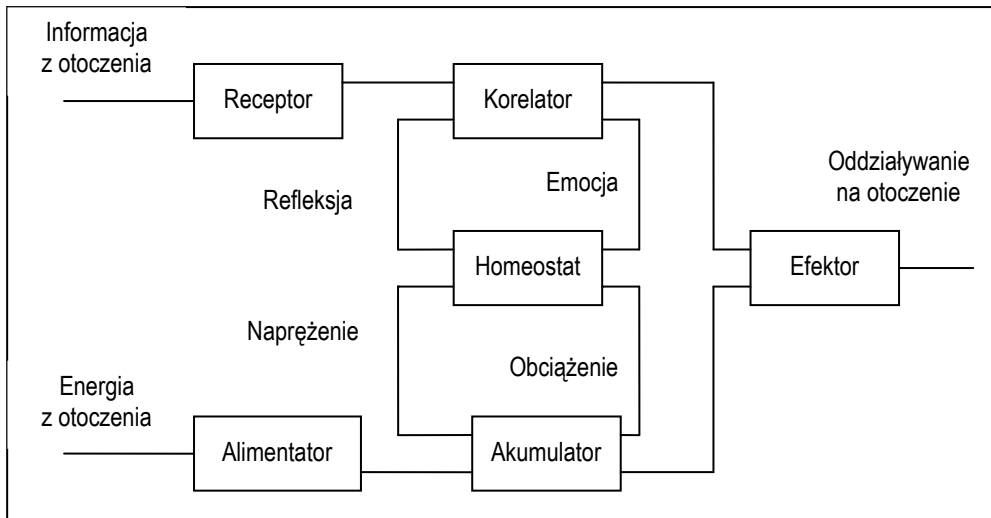 Informacja
z otoczenia
Receptor
Korelator
Refleksja
Emocja
Oddziaływanie
na otoczenie
Homeostat
Efektor
Naprężenie
Obciążenie
Energia
z otoczenia
Alimentator
Akumulator